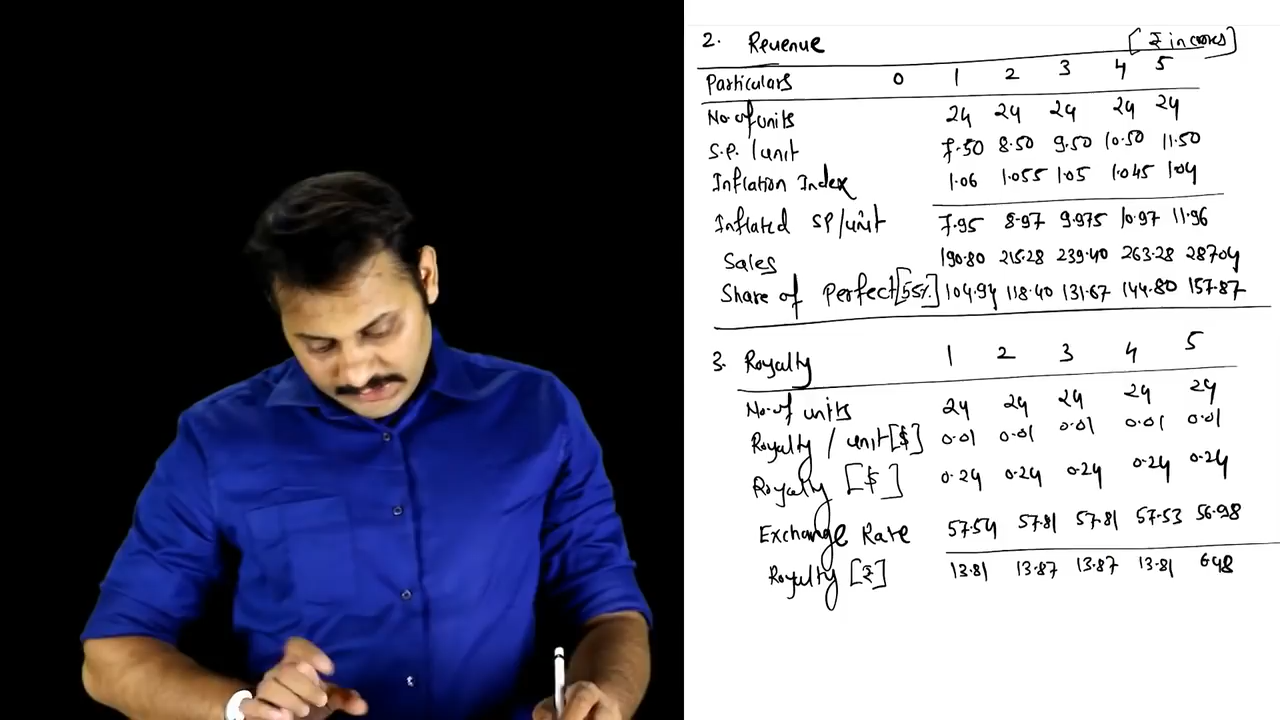 2. Revenue [₹ in crores]
Particulars 0 1 2 3 4 5
No. of units 24 24 24 24 24
S.P. / unit 7.50 8.50 9.50 10.50 11.50
Inflation Index 1.06 1.055 1.05 1.045 1.04
Inflated SP/unit 7.95 8.97 9.975 10.97 11.96
Sales 190.80 215.28 239.40 263.28 287.04
Share of Perfect [55%] 104.94 118.40 131.67 144.80 157.87
3. Royalty 1 2 3 4 5
No. of units 24 24 24 24 24
Royalty / unit [$] 0.01 0.01 0.01 0.01 0.01
Royalty [$] 0.24 0.24 0.24 0.24 0.24
Exchange Rate 57.54 57.81 57.81 57.53 56.98
Royalty [₹] 13.81 13.87 13.87 13.81